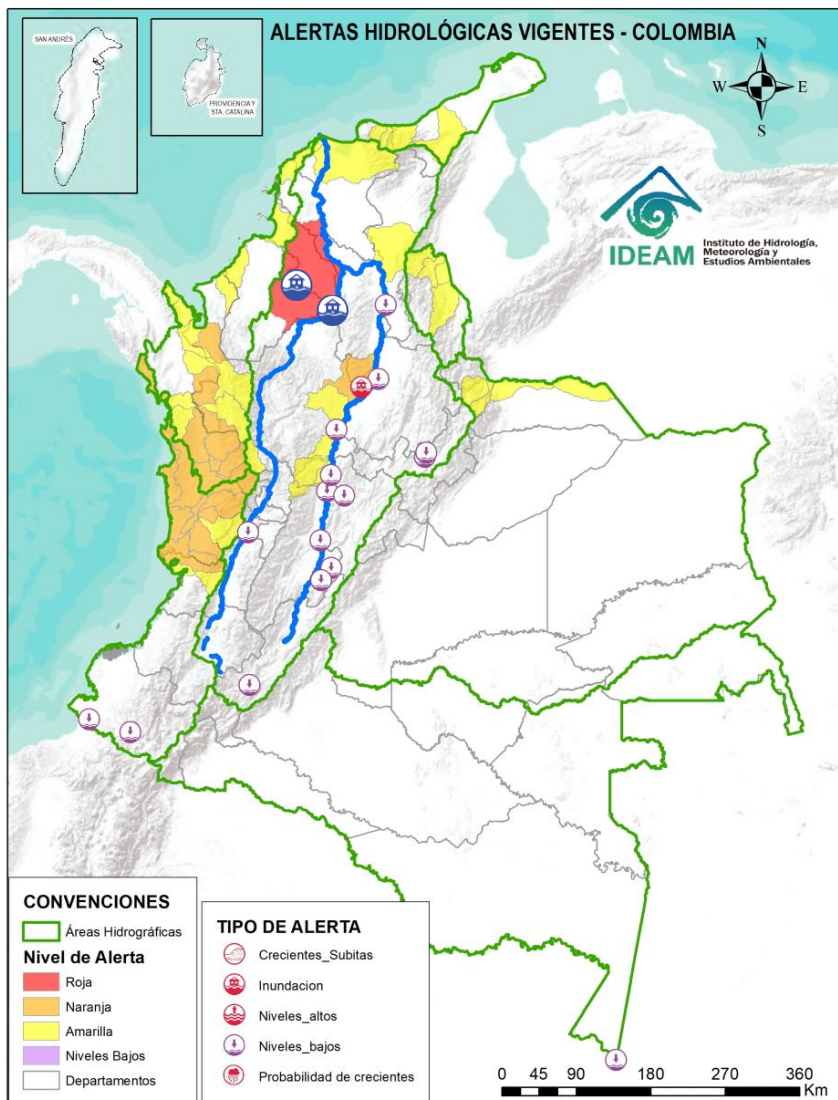 ALERTAS HIDROLÓGICAS VIGENTES - COLOMBIA
SAN ANDRÉS
PROVIDENCIA Y
STA. CATALINA
N
W
E
S
IDEAM
Instituto de Hidrología,
Meteorología y
Estudios Ambientales
CONVENCIONES
Áreas Hidrográficas
Nivel de Alerta
Roja
Naranja
Amarilla
Niveles Bajos
Departamentos
TIPO DE ALERTA
Crecientes_Subitas
Inundacion
Niveles_altos
Niveles_bajos
Probabilidad de crecientes
0 45 90 180 270 360
Km